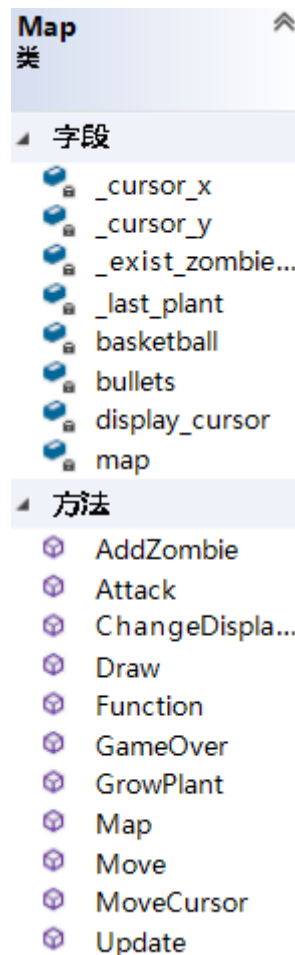 Map
类
字段
_cursor_x
_cursor_y
_exist_zombie...
_last_plant
basketball
bullets
display_cursor
map
方法
AddZombie
Attack
ChangeDispla...
Draw
Function
GameOver
GrowPlant
Map
Move
MoveCursor
Update